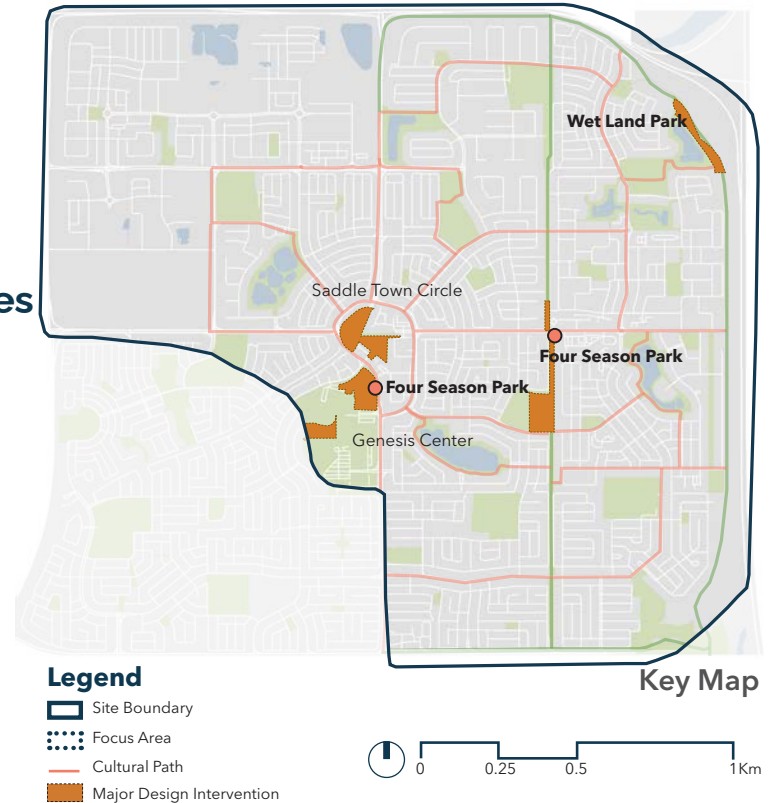 Wet Land Park
Saddle Town Circle
es
Four Season Park
Four Season Park
Genesis Center
Key Map
Legend
Site Boundary
Focus Area
Cultural Path
Major Design Intervention
0 0.25 0.5 1Km